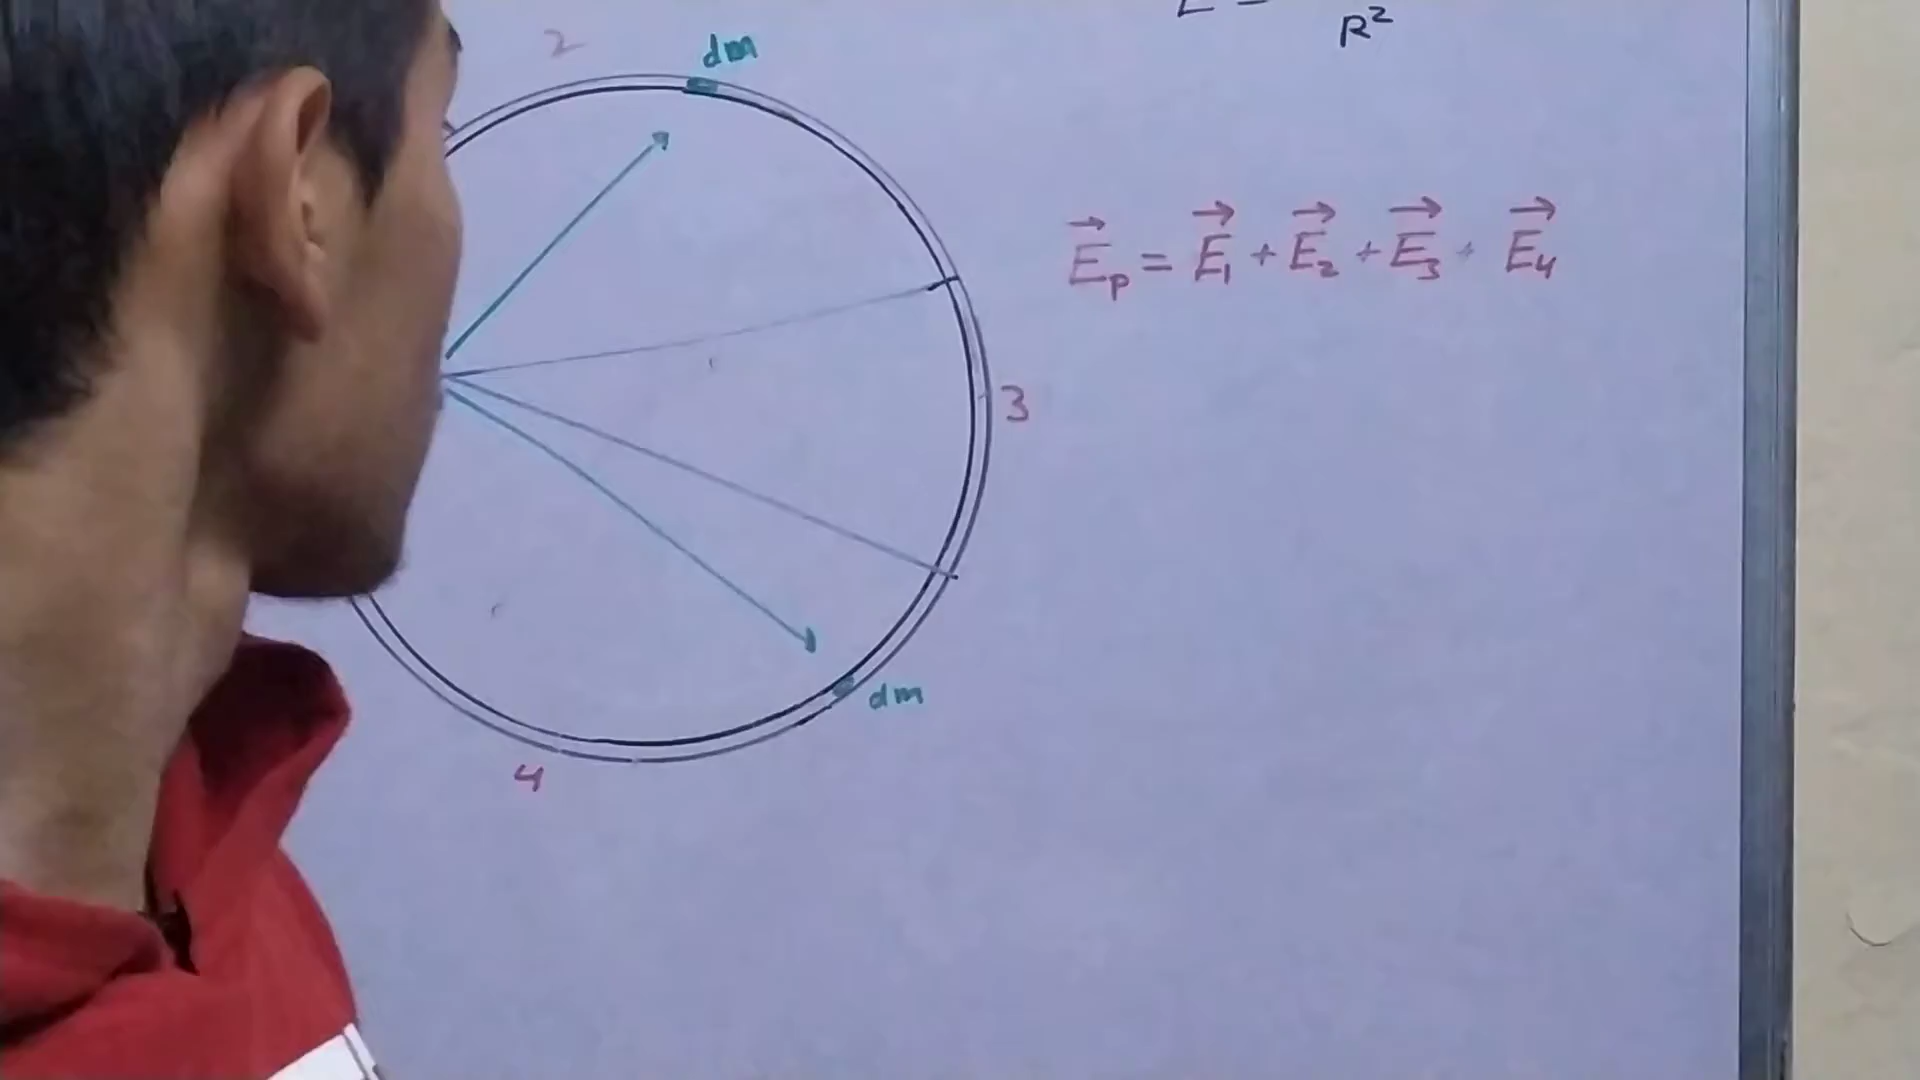 R²
2
dm
E⃗p = E⃗₁ + E⃗₂ + E⃗₃ + E⃗₄
3
dm
4